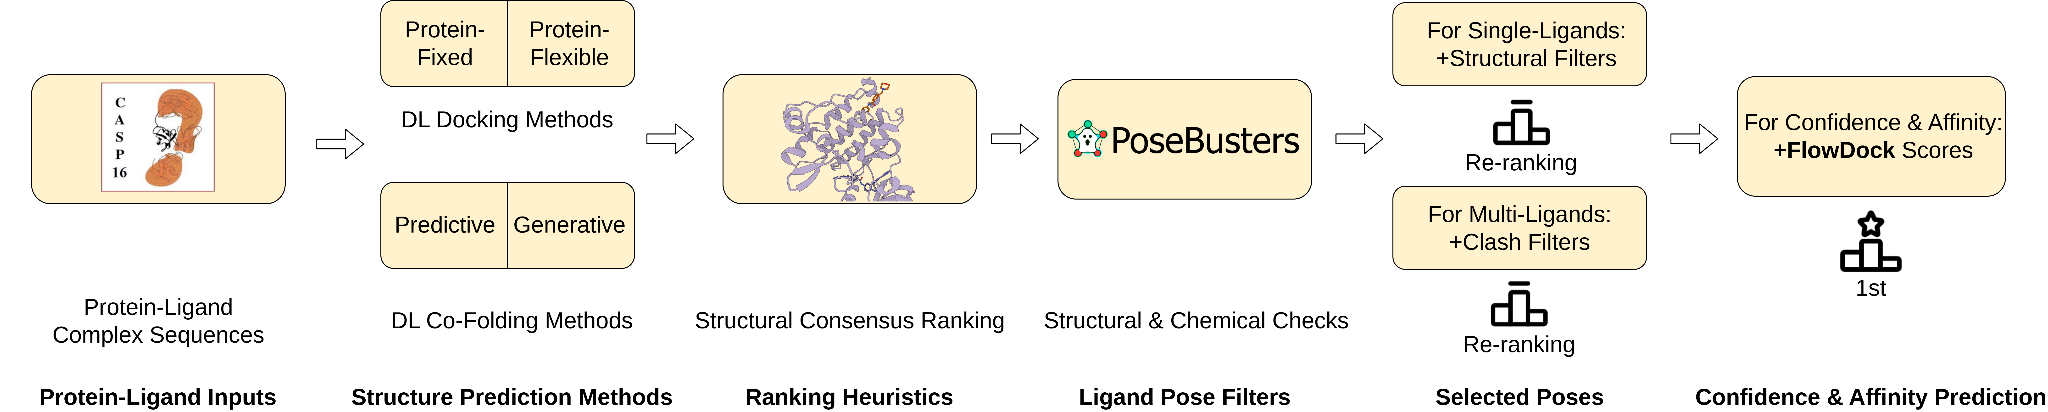 C
A
S
P
16
Protein-Ligand
Complex Sequences
Protein-Ligand Inputs
Protein-
Fixed
Protein-
Flexible
DL Docking Methods
Predictive
Generative
DL Co-Folding Methods
Structure Prediction Methods
Structural Consensus Ranking
Ranking Heuristics
PoseBusters
Structural & Chemical Checks
Ligand Pose Filters
For Single-Ligands:
+Structural Filters
Re-ranking
For Multi-Ligands:
+Clash Filters
Re-ranking
Selected Poses
For Confidence & Affinity:
+FlowDock Scores
1st
Confidence & Affinity Prediction